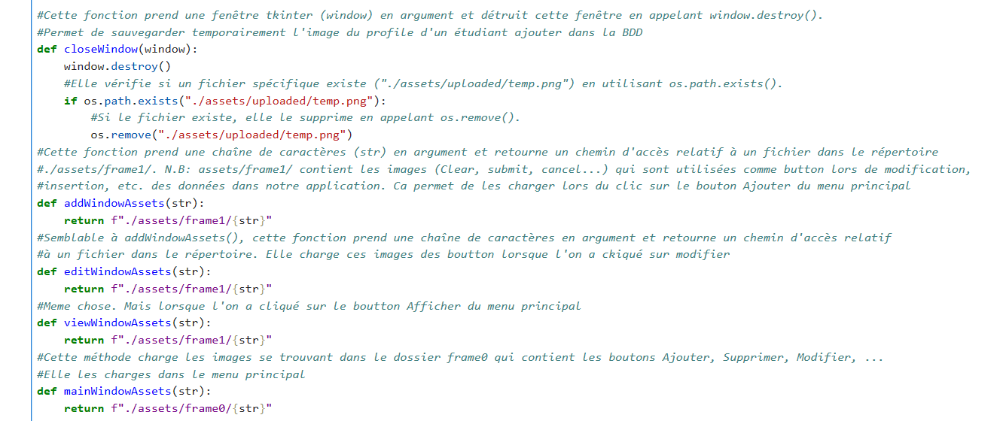 #Cette fonction prend une fenêtre tkinter (window) en argument et détruit cette fenêtre en appelant window.destroy().
#Permet de sauvegarder temporairement l'image du profile d'un étudiant ajouter dans la BDD
def closeWindow(window):
    window.destroy()
    #Elle vérifie si un fichier spécifique existe ("./assets/uploaded/temp.png") en utilisant os.path.exists().
    if os.path.exists("./assets/uploaded/temp.png"):
        #Si le fichier existe, elle le supprime en appelant os.remove().
        os.remove("./assets/uploaded/temp.png")
#Cette fonction prend une chaîne de caractères (str) en argument et retourne un chemin d'accès relatif à un fichier dans le répertoire
#./assets/frame1/. N.B: assets/frame1/ contient les images (Clear, submit, cancel...) qui sont utilisées comme button lors de modification,
#insertion, etc. des données dans notre application. Ca permet de les charger lors du clic sur le bouton Ajouter du menu principal
def addWindowAssets(str):
    return f"./assets/frame1/{str}"
#Semblable à addWindowAssets(), cette fonction prend une chaîne de caractères en argument et retourne un chemin d'accès relatif
#à un fichier dans le répertoire. Elle charge ces images des boutton lorsque l'on a ckiqué sur modifier
def editWindowAssets(str):
    return f"./assets/frame1/{str}"
#Meme chose. Mais lorsque l'on a cliqué sur le boutton Afficher du menu principal
def viewWindowAssets(str):
    return f"./assets/frame1/{str}"
#Cette méthode charge les images se trouvant dans le dossier frame0 qui contient les boutons Ajouter, Supprimer, Modifier, ...
#Elle les charges dans le menu principal
def mainWindowAssets(str):
    return f"./assets/frame0/{str}"